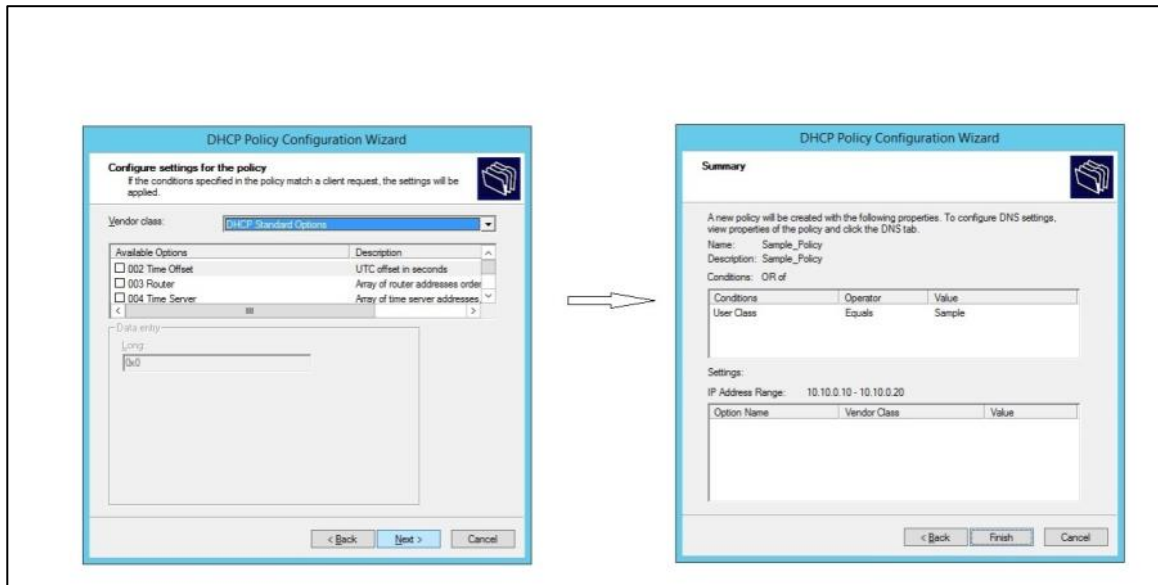 DHCP Policy Configuration Wizard
Configure settings for the policy
If the conditions specified in the policy match a client request, the settings will be
applied.
Vendor class: DHCP Standard Options
Available Options Description
002 Time Offset UTC offset in seconds
003 Router Array of router addresses order
004 Time Server Array of time server addresses,
Data entry
Long:
0x0
< Back Next > Cancel
DHCP Policy Configuration Wizard
Summary
A new policy will be created with the following properties. To configure DNS settings,
view properties of the policy and click the DNS tab.
Name: Sample_Policy
Description: Sample_Policy
Conditions: OR of
Conditions Operator Value
User Class Equals Sample
Settings:
IP Address Range: 10.10.0.10 - 10.10.0.20
Option Name Vendor Class Value
< Back Finish Cancel